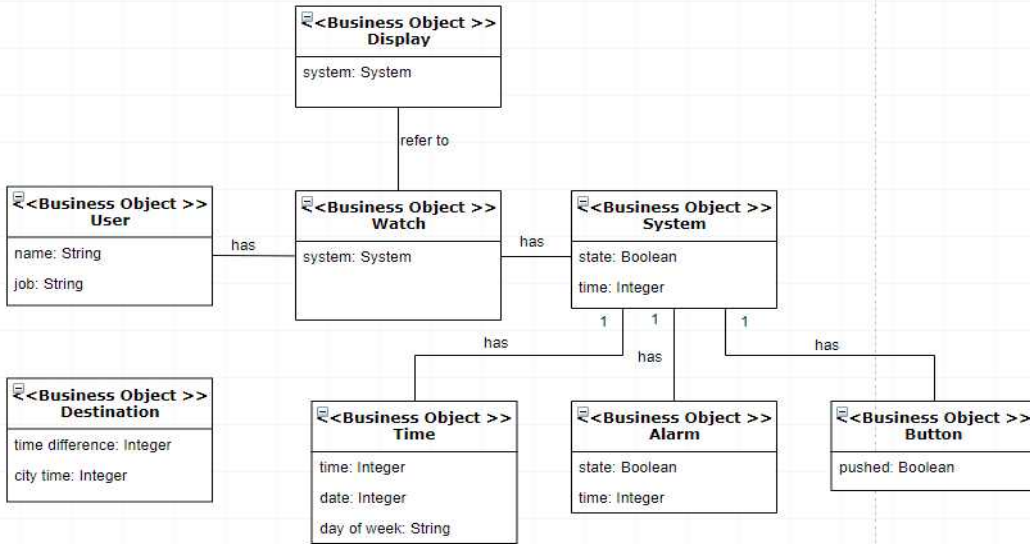 <<Business Object >>
Display
system: System
refer to
<<Business Object >>
User
name: String
job: String
has
<<Business Object >>
Watch
system: System
has
<<Business Object >>
System
state: Boolean
time: Integer
1
1
1
has
has
has
<<Business Object >>
Destination
time difference: Integer
city time: Integer
<<Business Object >>
Time
time: Integer
date: Integer
day of week: String
<<Business Object >>
Alarm
state: Boolean
time: Integer
<<Business Object >>
Button
pushed: Boolean